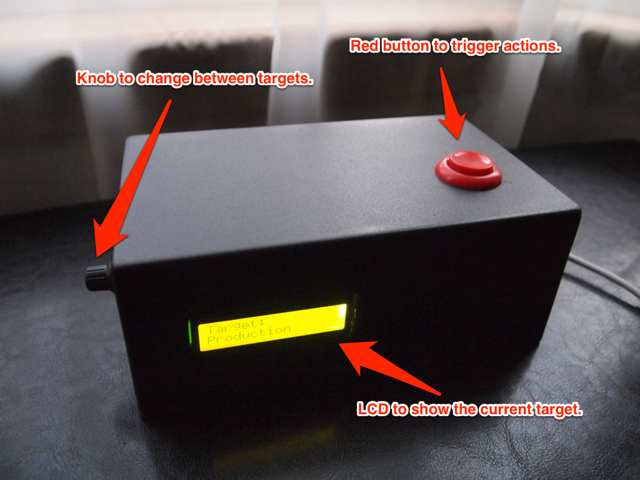 Red button to trigger actions.
Knob to change between targets.
Target:
Production
LCD to show the current target.